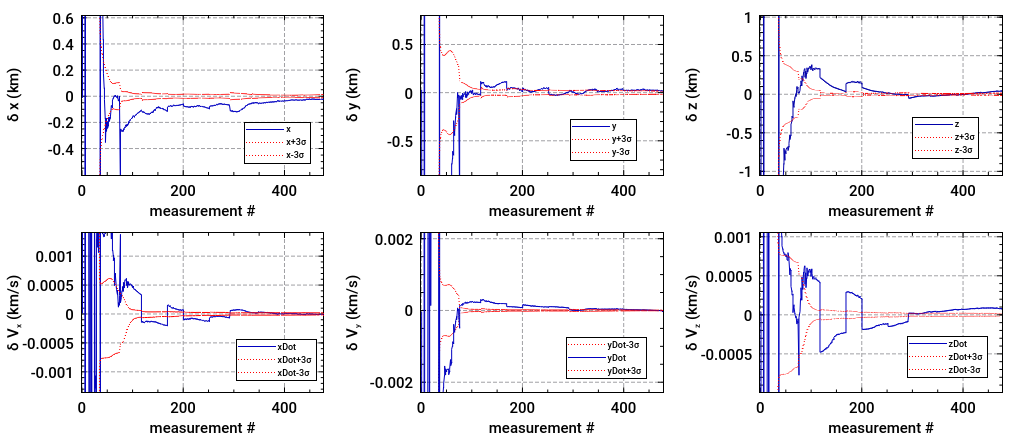 0.6
0.4
0.2
0
-0.2
-0.4
δ x (km)
x
x+3σ
x-3σ
0 200 400
measurement #
0.5
0
-0.5
δ y (km)
y
y+3σ
y-3σ
0 200 400
measurement #
1
0.5
0
-0.5
-1
δ z (km)
z
z+3σ
z-3σ
0 200 400
measurement #
0.001
0.0005
0
-0.0005
-0.001
δ Vx (km/s)
xDot
xDot+3σ
xDot-3σ
0 200 400
measurement #
0.002
0
-0.002
δ Vy (km/s)
yDot-3σ
yDot
yDot+3σ
0 200 400
measurement #
0.001
0.0005
0
-0.0005
δ Vz (km/s)
zDot
zDot+3σ
zDot-3σ
0 200 400
measurement #